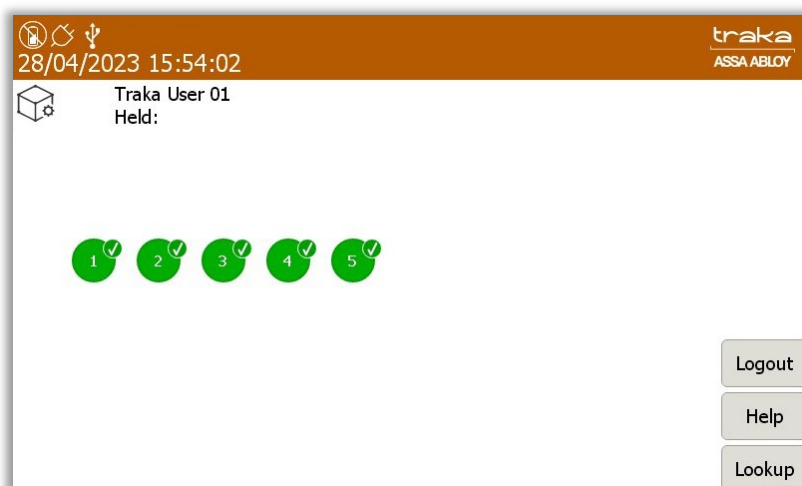 28/04/2023 15:54:02
traka
ASSA ABLOY
Traka User 01
Held:
1 2 3 4 5
Logout
Help
Lookup